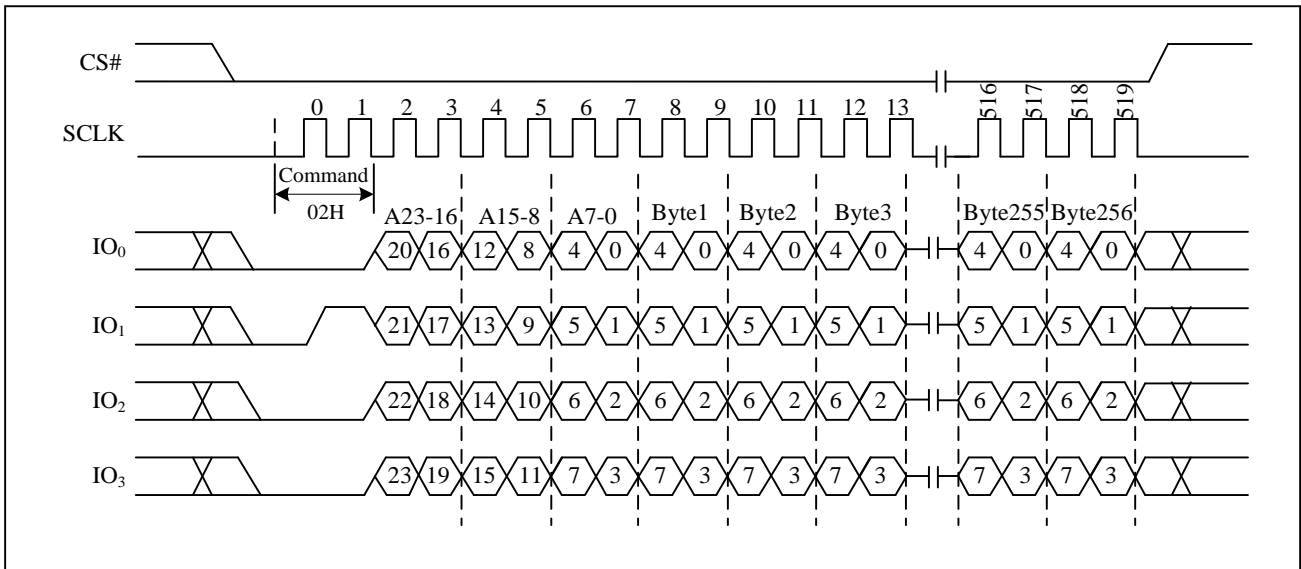 CS#
0 1 2 3 4 5 6 7 8 9 10 11 12 13 516 517 518 519
SCLK
Command
02H
A23-16 A15-8 A7-0 Byte1 Byte2 Byte3 Byte255 Byte256
IO0 20 16 12 8 4 0 4 0 4 0 4 0 4 0 4 0
IO1 21 17 13 9 5 1 5 1 5 1 5 1 5 1 5 1
IO2 22 18 14 10 6 2 6 2 6 2 6 2 6 2 6 2
IO3 23 19 15 11 7 3 7 3 7 3 7 3 7 3 7 3